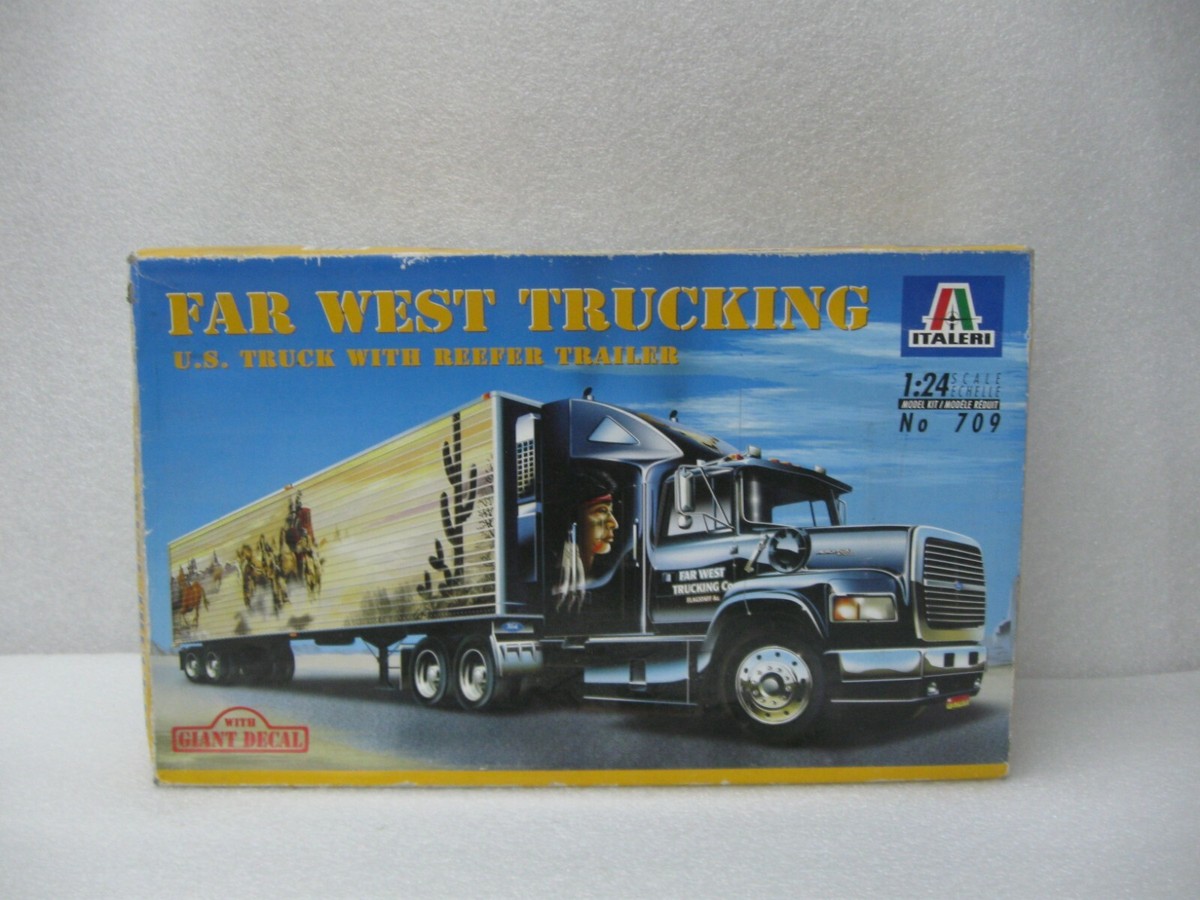 FAR WEST TRUCKING
U.S. TRUCK WITH REEFER TRAILER
ITALERI
1:24 SCALE
ECHELLE
MODEL KIT / MODÈLE RÉDUIT
No 709
FAR WEST
TRUCKING Co
WITH
GIANT DECAL